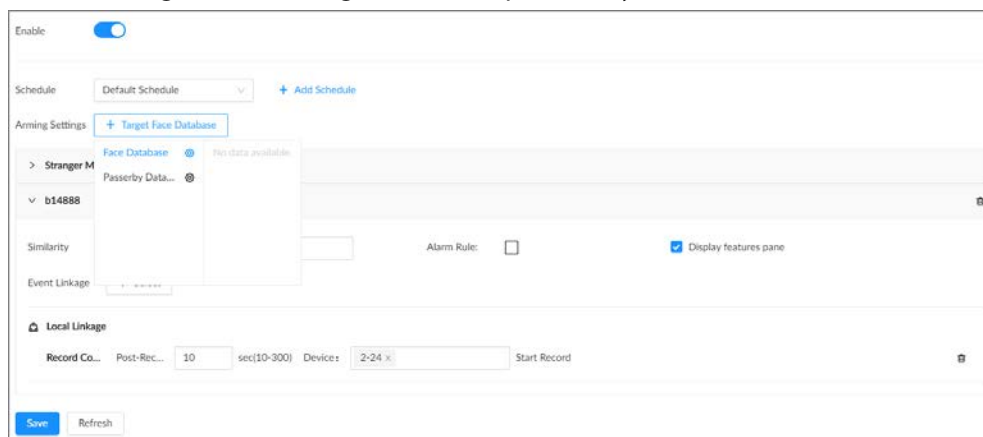 Enable
Schedule Default Schedule + Add Schedule
Arming Settings + Target Face Database
Face Database No data available
> Stranger M
Passerby Data...
b14888
Similarity Alarm Rule: Display features pane
Event Linkage
Local Linkage
Record Co... Post-Rec... 10 sec(10-300) Device: 2-24 × Start Record
Save Refresh